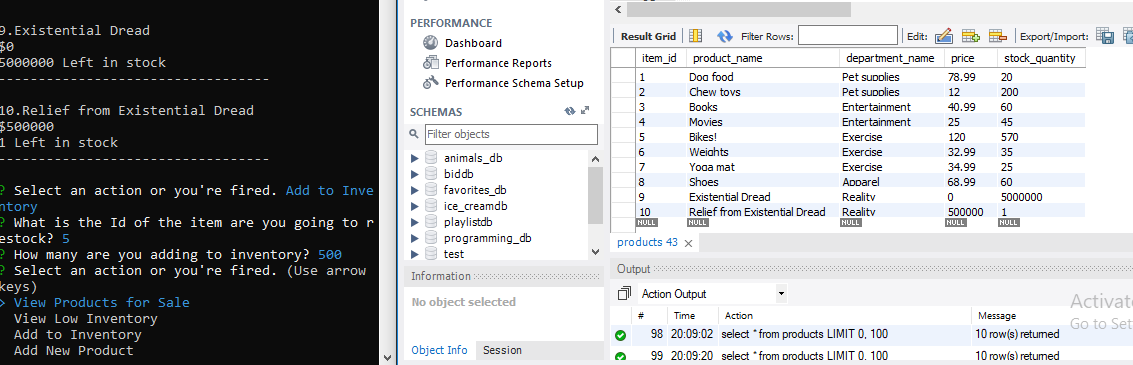 9.Existential Dread
$0
5000000 Left in stock
-----------------------------------
10.Relief from Existential Dread
$500000
1 Left in stock
-----------------------------------
? Select an action or you're fired. Add to Inve
ntory
? What is the Id of the item are you going to r
estock? 5
? How many are you adding to inventory? 500
? Select an action or you're fired. (Use arrow
keys)
> View Products for Sale
View Low Inventory
Add to Inventory
Add New Product
PERFORMANCE
Dashboard
Performance Reports
Performance Schema Setup
SCHEMAS
Filter objects
animals_db
biddb
favorites_db
ice_creamdb
playlistdb
programming_db
test
Information
No object selected
Object Info Session
Result Grid Filter Rows: Edit: Export/Import:
item_id product_name department_name price stock_quantity
1 Dog food Pet supplies 78.99 20
2 Chew toys Pet supplies 12 200
3 Books Entertainment 40.99 60
4 Movies Entertainment 25 45
5 Bikes! Exercise 120 570
6 Weights Exercise 32.99 35
7 Yoga mat Exercise 34.99 25
8 Shoes Apparel 68.99 60
9 Existential Dread Reality 0 5000000
10 Relief from Existential Dread Reality 500000 1
NULL NULL NULL NULL NULL
products 43
Output
Action Output
# Time Action Message
98 20:09:02 select * from products LIMIT 0, 100 10 row(s) returned
99 20:09:20 select * from products LIMIT 0, 100 10 row(s) returned
Activate
Go to Set